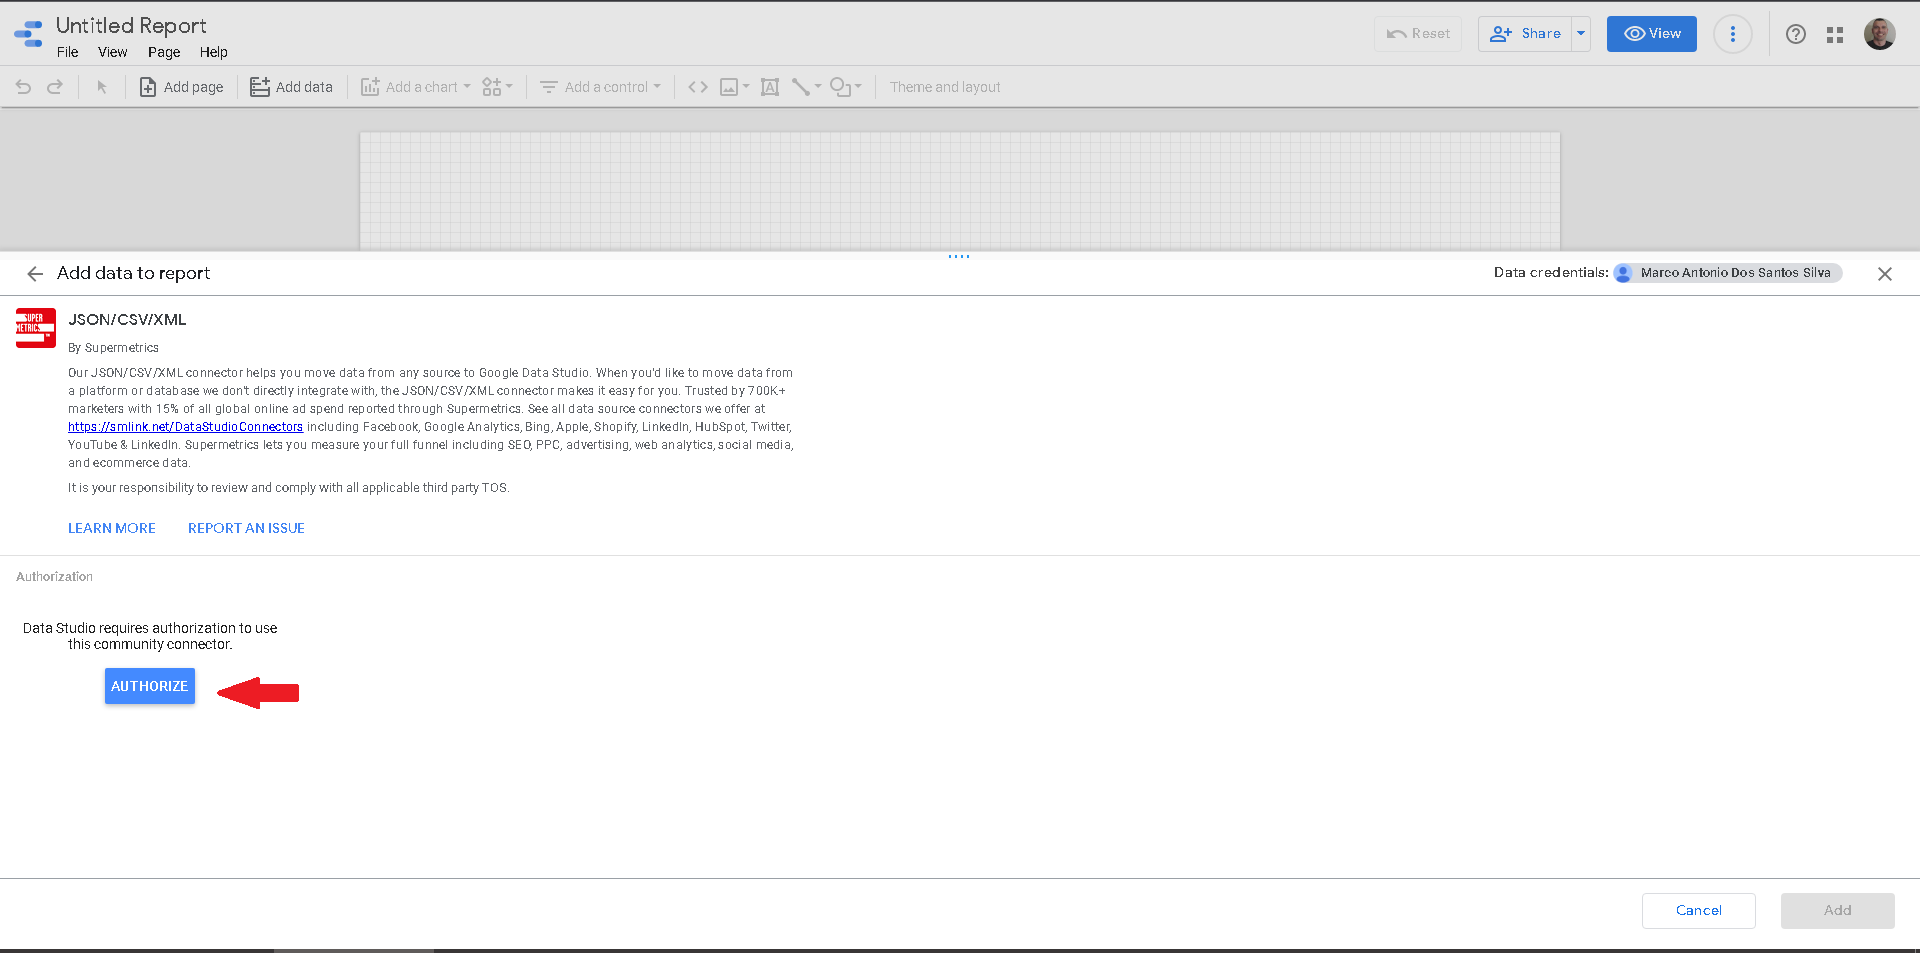 Untitled Report
File View Page Help
Reset Share View
Add page Add data Add a chart Add a control Theme and layout
Add data to report
Data credentials: Marco Antonio Dos Santos Silva
SUPER
METRICS
JSON/CSV/XML
By Supermetrics
Our JSON/CSV/XML connector helps you move data from any source to Google Data Studio. When you'd like to move data from
a platform or database we don't directly integrate with, the JSON/CSV/XML connector makes it easy for you. Trusted by 700K+
marketers with 15% of all global online ad spend reported through Supermetrics. See all data source connectors we offer at
https://smlink.net/DataStudioConnectors including Facebook, Google Analytics, Bing, Apple, Shopify, LinkedIn, HubSpot, Twitter,
YouTube & LinkedIn. Supermetrics lets you measure your full funnel including SEO, PPC, advertising, web analytics, social media,
and ecommerce data.
It is your responsibility to review and comply with all applicable third party TOS.
LEARN MORE REPORT AN ISSUE
Authorization
Data Studio requires authorization to use
this community connector.
AUTHORIZE
Cancel Add